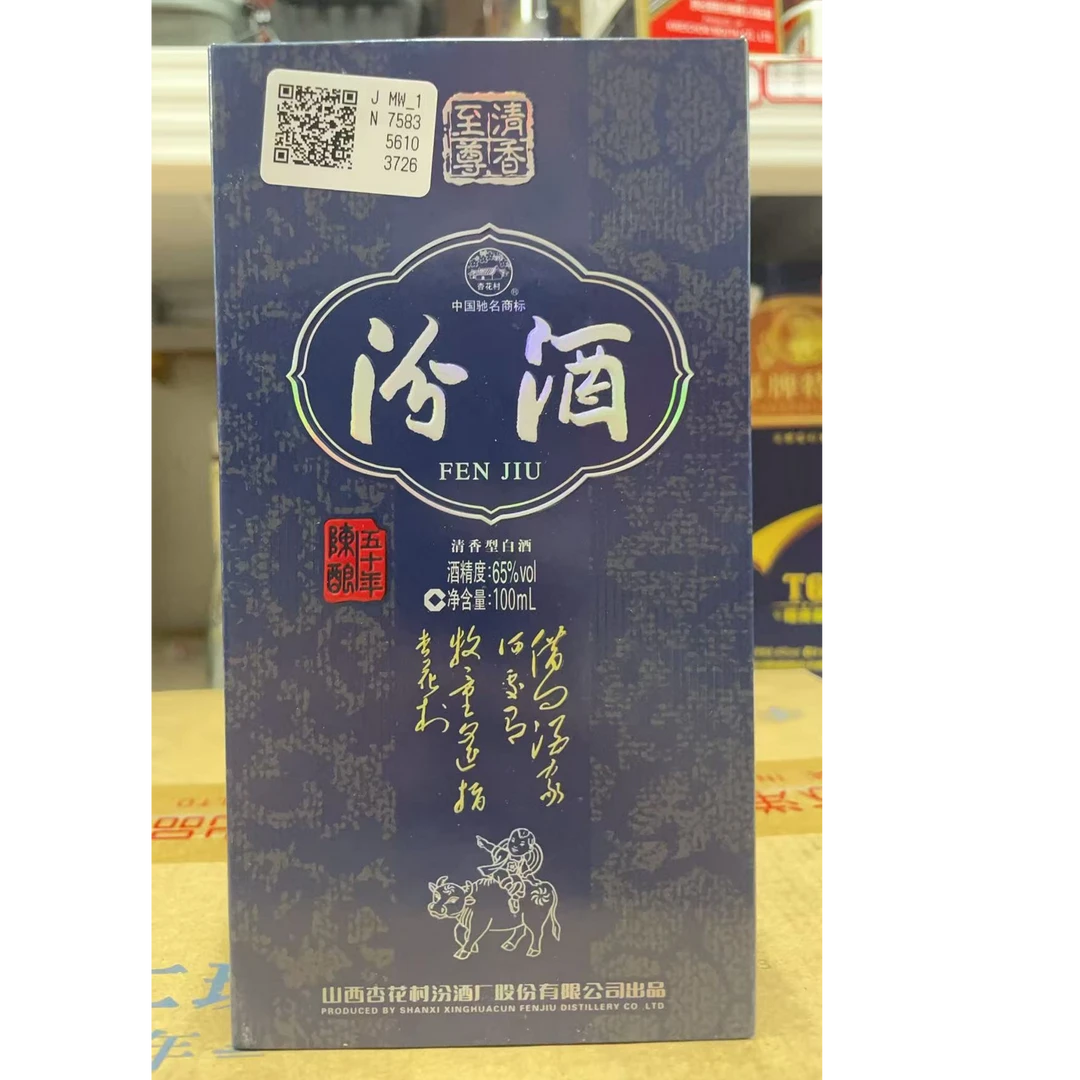 J MW_1
N 7583
5610
3726
清香
至尊
杏花村
®
中国驰名商标
汾酒
FEN JIU
五十年
陳酿
清香型白酒
酒精度:65%vol
净含量:100mL
借问酒家
何处有
牧童遥指
杏花村
山西杏花村汾酒厂股份有限公司出品
PRODUCED BY SHANXI XINGHUACUN FENJIU DISTILLERY CO LTD
牌特
TO